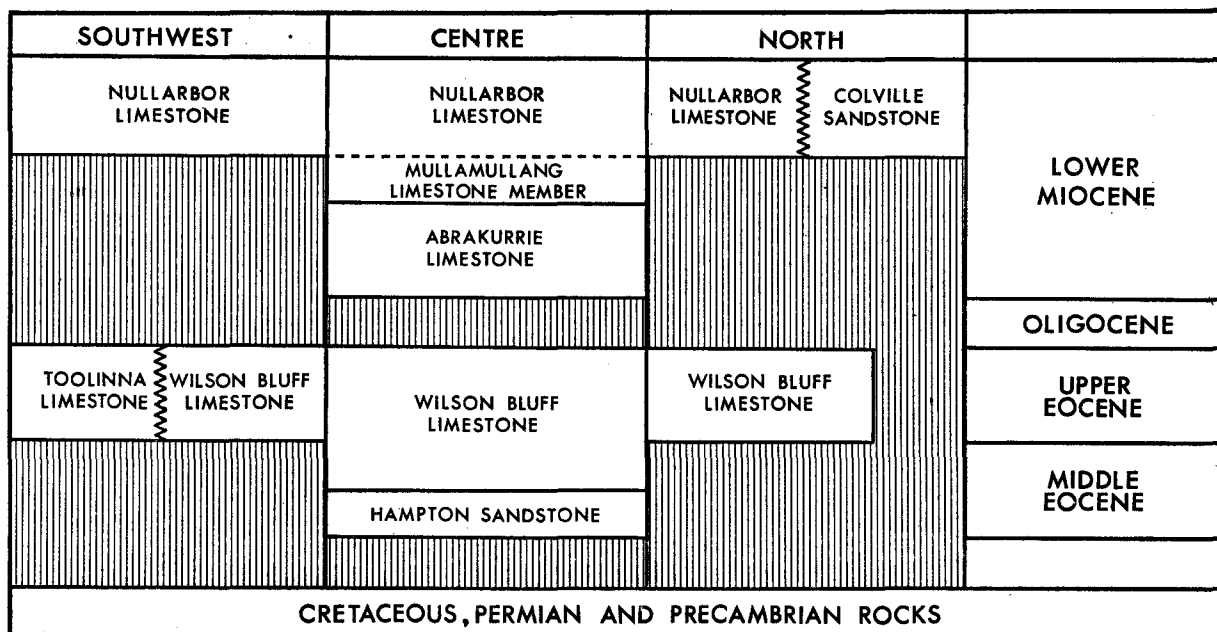 SOUTHWEST
CENTRE
NORTH
NULLARBOR
LIMESTONE
NULLARBOR
LIMESTONE
NULLARBOR
LIMESTONE
COLVILLE
SANDSTONE
LOWER
MIOCENE
MULLAMULLANG
LIMESTONE MEMBER
ABRAKURRIE
LIMESTONE
OLIGOCENE
TOOLINNA
LIMESTONE
WILSON BLUFF
LIMESTONE
WILSON BLUFF
LIMESTONE
WILSON BLUFF
LIMESTONE
UPPER
EOCENE
MIDDLE
EOCENE
HAMPTON SANDSTONE
CRETACEOUS, PERMIAN AND PRECAMBRIAN ROCKS